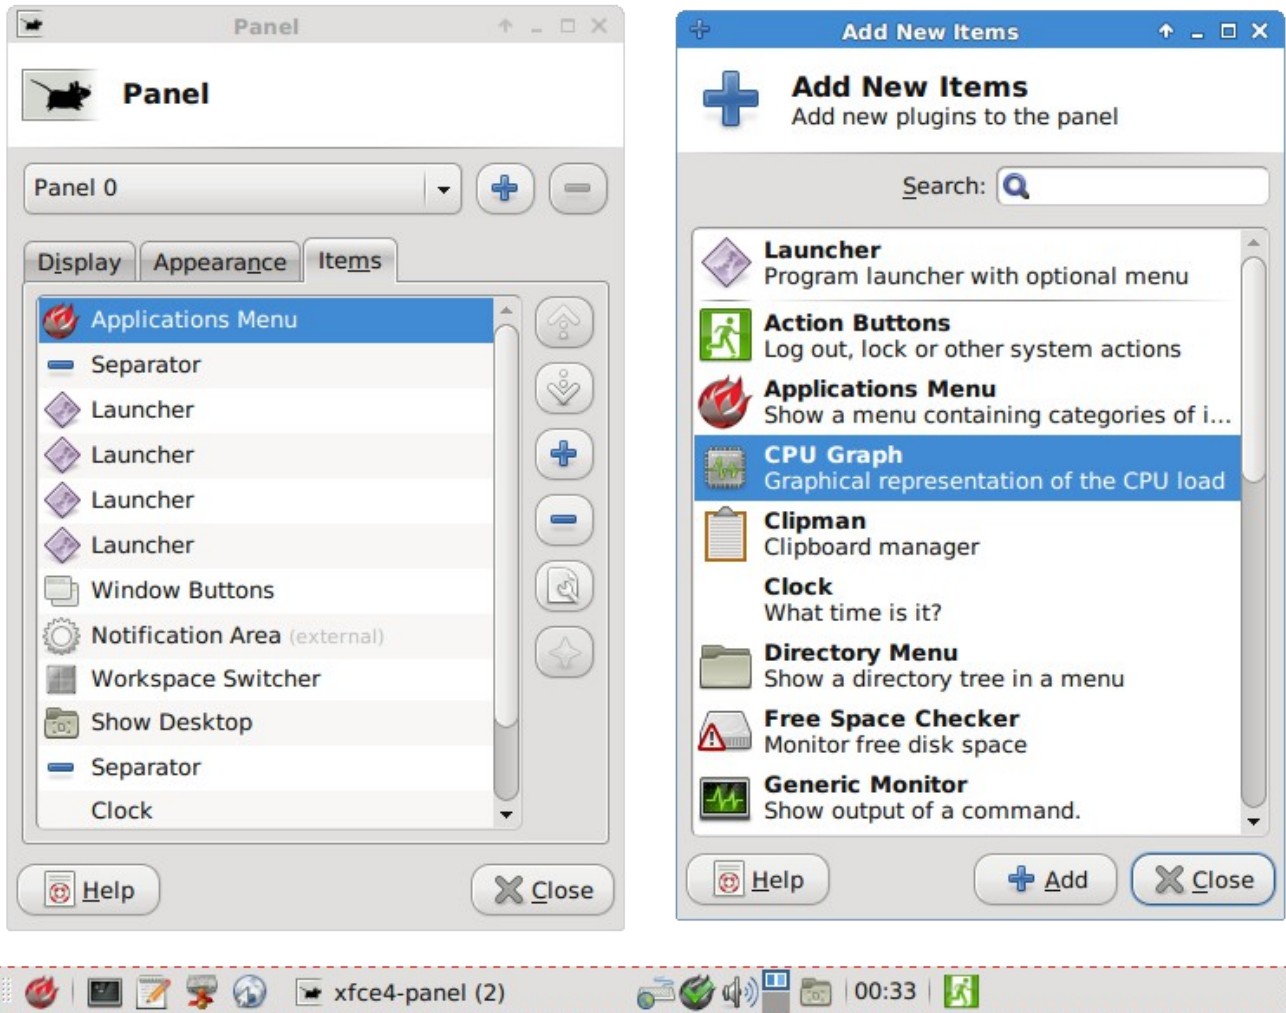 Panel
Panel
Panel 0
Display
Appearance
Items
Applications Menu
Separator
Launcher
Launcher
Launcher
Launcher
Window Buttons
Notification Area (external)
Workspace Switcher
Show Desktop
Separator
Clock
Help
Close
Add New Items
Add New Items
Add new plugins to the panel
Search:
Launcher
Program launcher with optional menu
Action Buttons
Log out, lock or other system actions
Applications Menu
Show a menu containing categories of i...
CPU Graph
Graphical representation of the CPU load
Clipman
Clipboard manager
Clock
What time is it?
Directory Menu
Show a directory tree in a menu
Free Space Checker
Monitor free disk space
Generic Monitor
Show output of a command.
Help
Add
Close
xfce4-panel (2)
00:33